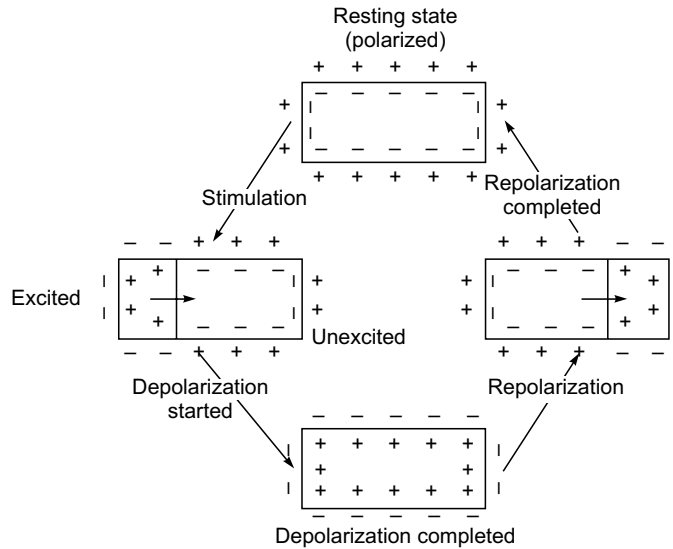 Resting state
(polarized)
+ + + + +
+ – – – – – +
+ – – – – – +
+ + + + +
Stimulation
Repolarization
completed
– – + + +
+ + + – –
+ + – – – +
+ – – – + +
Excited
+ + – – – +
+ – – – + +
Unexcited
– – + + +
+ + + – –
Depolarization
started
Repolarization
– – – – –
+ + + + +
+ +
+ + + + +
– – – – –
Depolarization completed